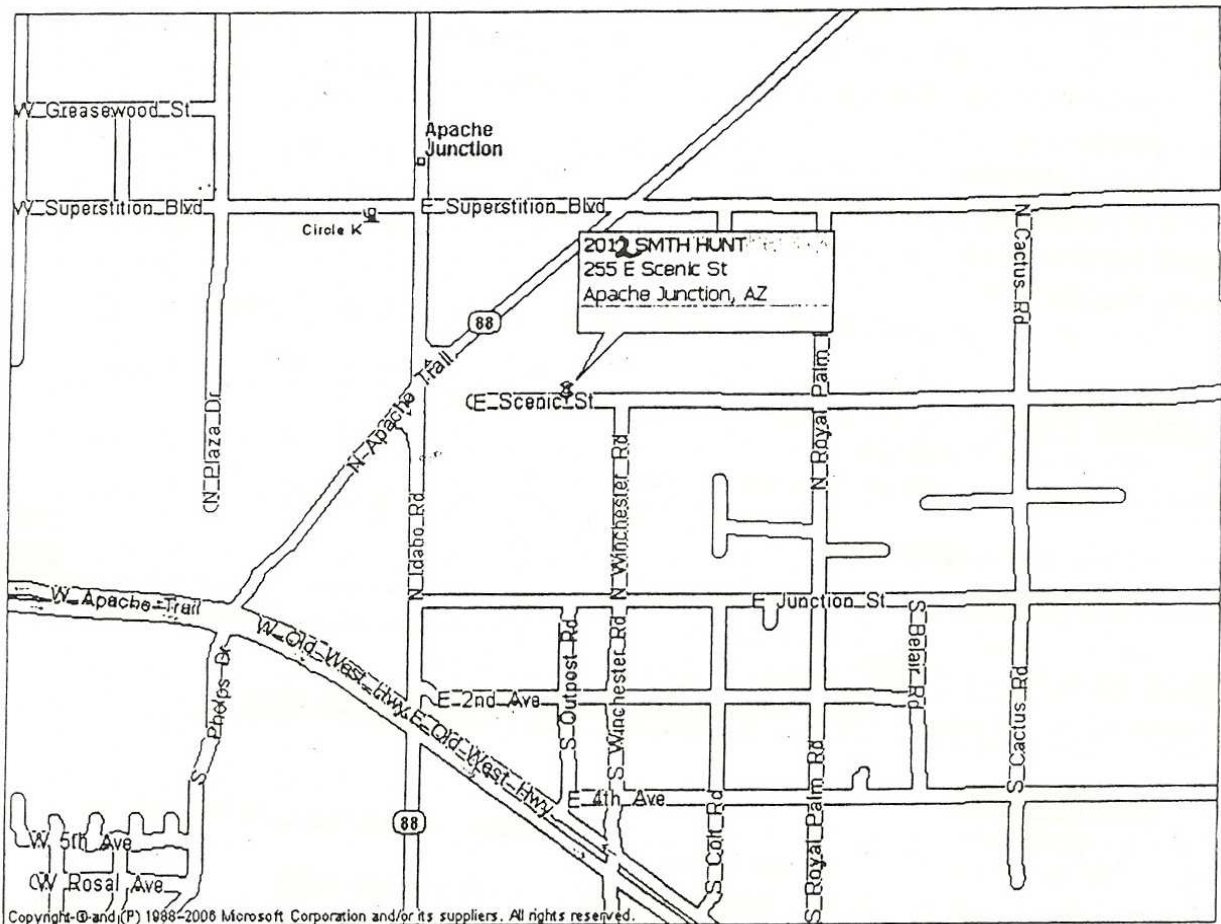 W Greasewood St
Apache
Junction
W Superstition Blvd
E Superstition Blvd
Circle K
N Cactus Rd
2012 SMTH HUNT
255 E Scenic St
Apache Junction, AZ
88
N Apache Trail
E Scenic St
N Royal Palm
N Plaza Dr
N Winchester Rd
N Idaho Rd
W Apache Trail
E Junction St
W Old West Hwy
E Old West Hwy
S Phelps Dr
E 2nd Ave
S Outpost Rd
S Winchester Rd
S Belair Rd
S Cactus Rd
E 4th Ave
88
S Colt Rd
S Royal Palm Rd
W 5th Ave
W Rosal Ave
Copyright © and (P) 1988-2006 Microsoft Corporation and/or its suppliers. All rights reserved.